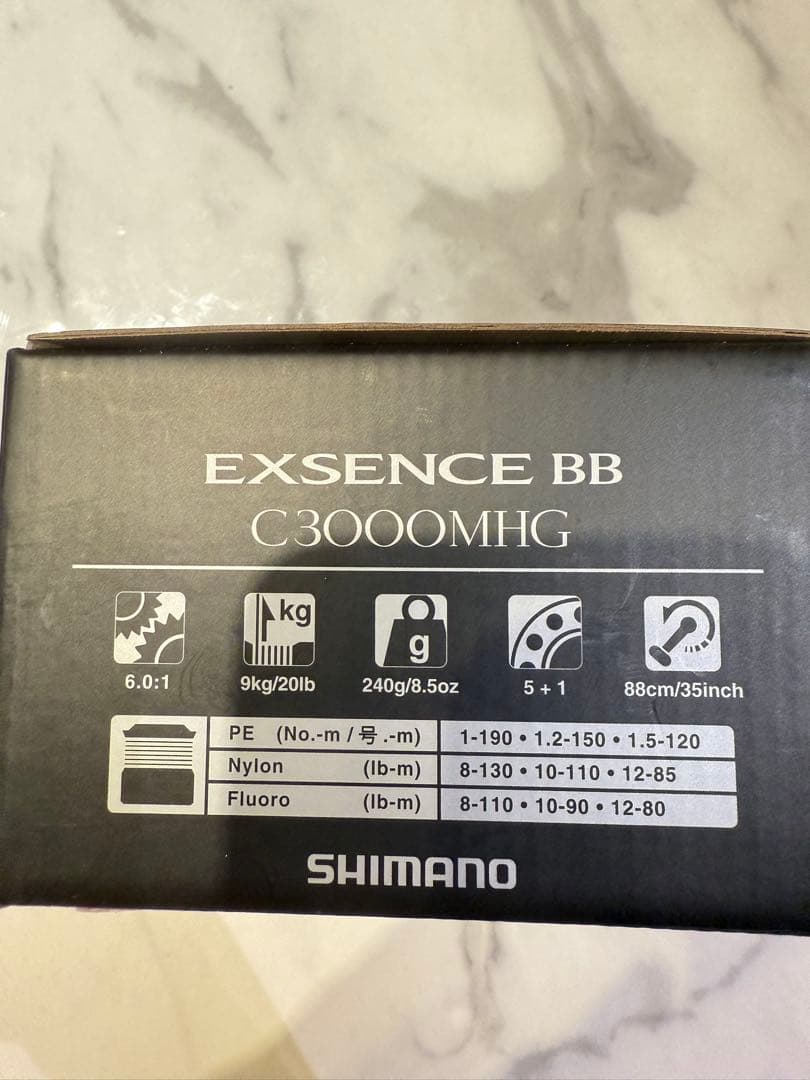 EXSENCE BB
C3000MHG
kg
g
6.0:1 9kg/20lb 240g/8.5oz 5 + 1 88cm/35inch
PE (No.-m / 号.-m) 1-190 • 1.2-150 • 1.5-120
Nylon (lb-m) 8-130 • 10-110 • 12-85
Fluoro (lb-m) 8-110 • 10-90 • 12-80
SHIMANO